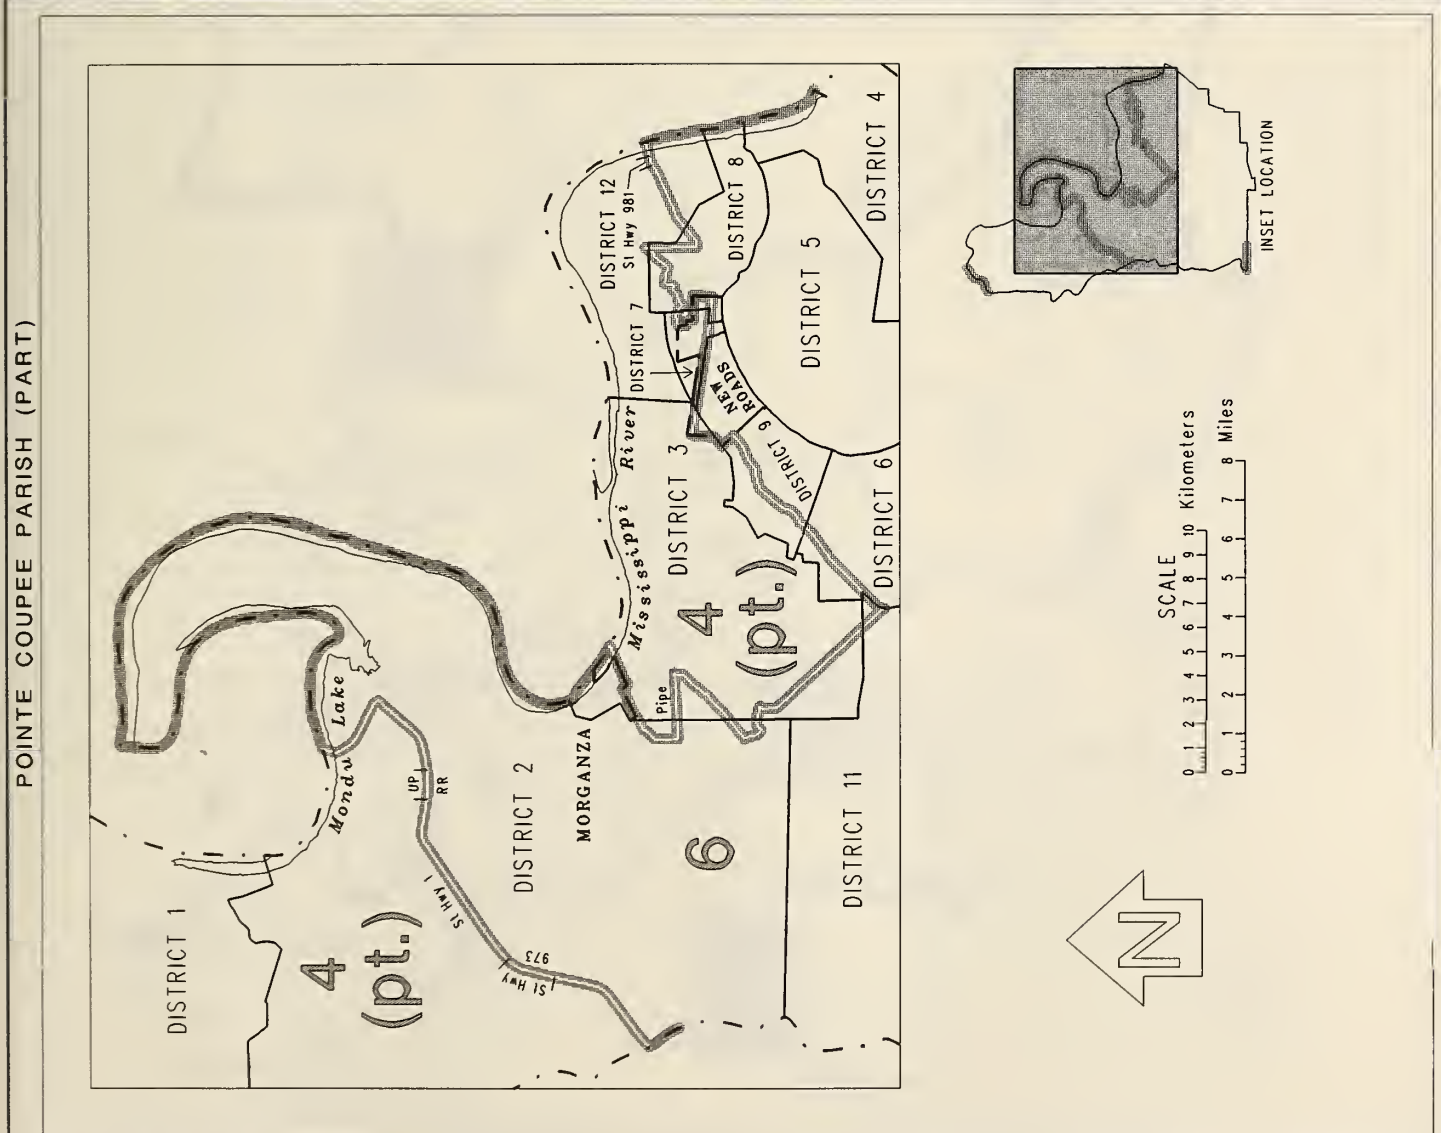 POINTE COUPEE PARISH (PART)
DISTRICT 1
4
(pt.)
Mondu Lake
UP
RR
St Hwy 1
St Hwy
973
DISTRICT 2
MORGANZA
6
DISTRICT 11
Mississippi River
Pipe
DISTRICT 3
4
(pt.)
DISTRICT 12
St Hwy 981
DISTRICT 7
NEW
ROADS
DISTRICT 8
DISTRICT 9
DISTRICT 5
DISTRICT 4
DISTRICT 6
INSET LOCATION
SCALE
0 1 2 3 4 5 6 7 8 9 10 Kilometers
0 1 2 3 4 5 6 7 8 Miles
N